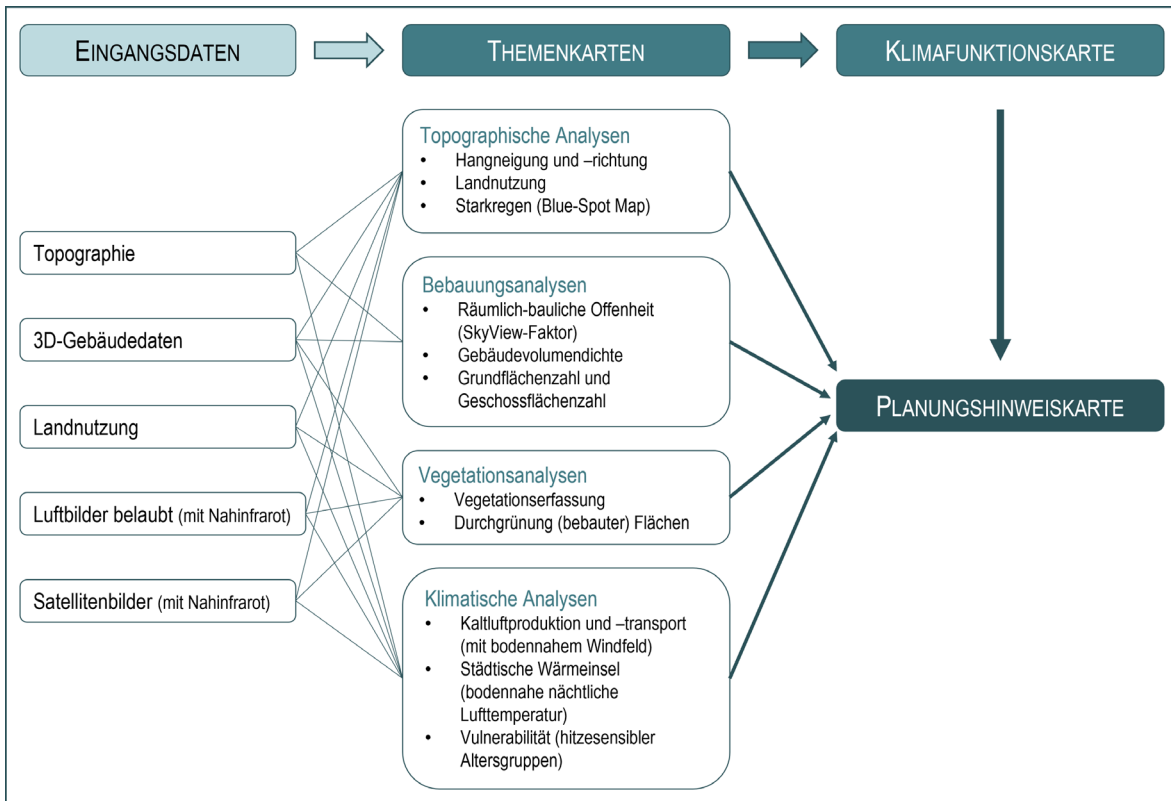 EINGANGSDATEN
THEMENKARTEN
KLIMAFUNKTIONSKARTE
Topographie
3D-Gebäudedaten
Landnutzung
Luftbilder belaubt (mit Nahinfrarot)
Satellitenbilder (mit Nahinfrarot)
Topographische Analysen
• Hangneigung und –richtung
• Landnutzung
• Starkregen (Blue-Spot Map)
Bebauungsanalysen
• Räumlich-bauliche Offenheit
(SkyView-Faktor)
• Gebäudevolumendichte
• Grundflächenzahl und
Geschossflächenzahl
Vegetationsanalysen
• Vegetationserfassung
• Durchgrünung (bebauter) Flächen
Klimatische Analysen
• Kaltluftproduktion und –transport
(mit bodennahem Windfeld)
• Städtische Wärmeinsel
(bodennahe nächtliche
Lufttemperatur)
• Vulnerabilität (hitzesensibler
Altersgruppen)
PLANUNGSHINWEISKARTE